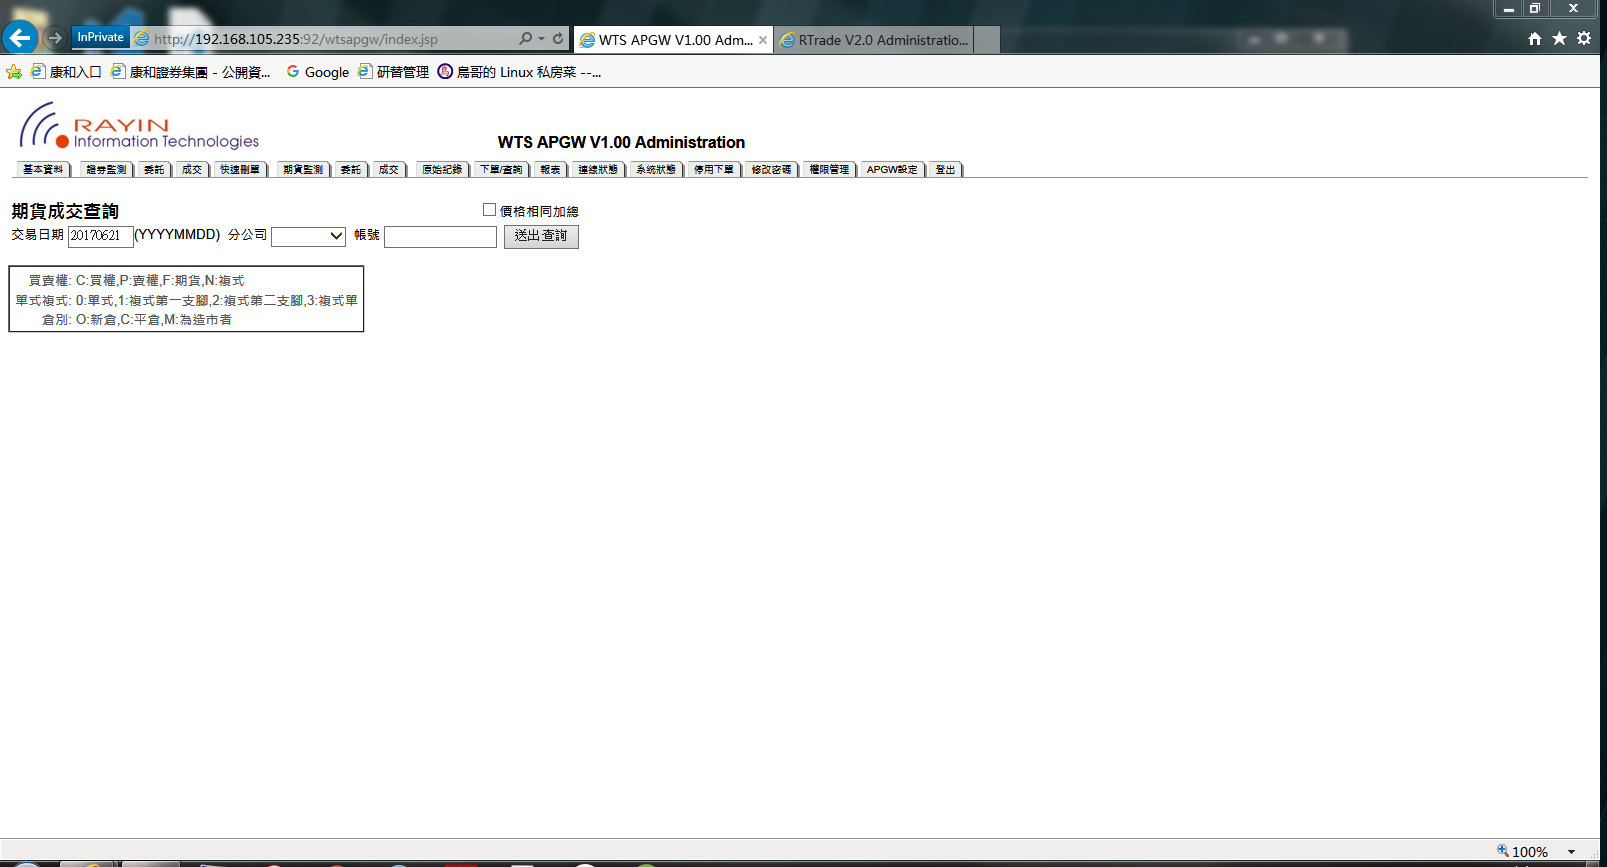 InPrivate http://192.168.105.235:92/wtsapgw/index.jsp WTS APGW V1.00 Adm... RTrade V2.0 Administratio...
康和入口 康和證券集團 - 公開資... Google 研替管理 鳥哥的 Linux 私房菜 --...
RAYIN
Information Technologies
WTS APGW V1.00 Administration
基本資料 證券監測 委託 成交 快速刪單 期貨監測 委託 成交 原始紀錄 下單/查詢 報表 連線狀態 系統狀態 停用下單 修改密碼 權限管理 APGW設定 登出
期貨成交查詢 價格相同加總
交易日期 20170621 (YYYYMMDD) 分公司 帳號 送出查詢
買賣權: C:買權,P:賣權,F:期貨,N:複式
單式複式: 0:單式,1:複式第一支腳,2:複式第二支腳,3:複式單
倉別: O:新倉,C:平倉,M:為造市者
100%